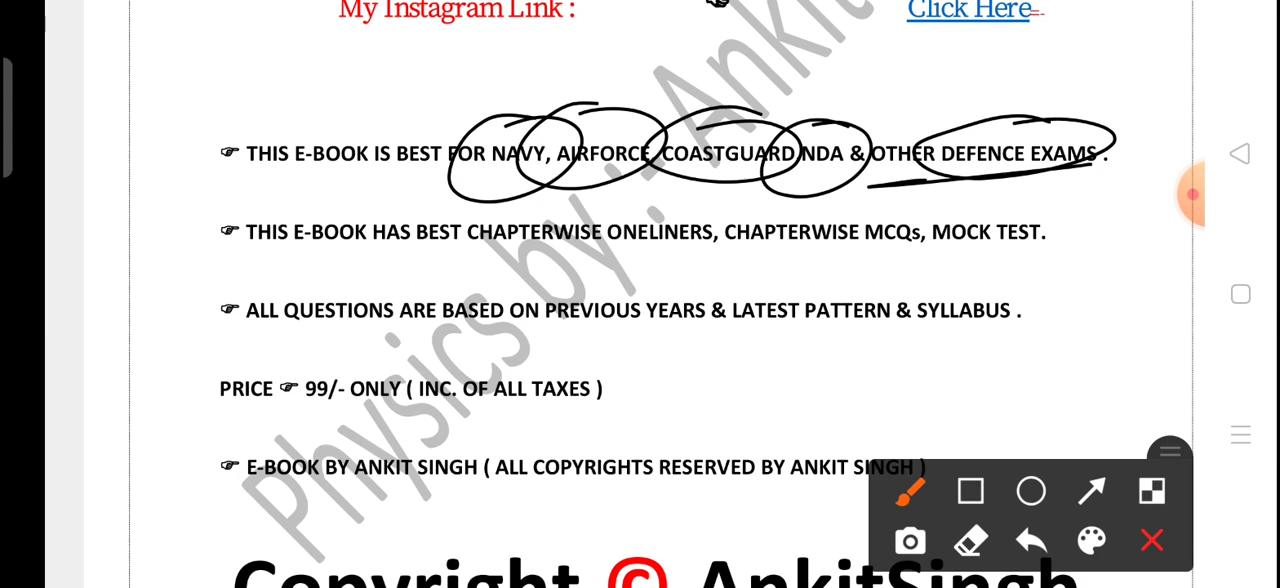 My Instagram Link : ☚ Click Here
☞ THIS E-BOOK IS BEST FOR NAVY, AIRFORCE, COASTGUARD NDA & OTHER DEFENCE EXAMS .
☞ THIS E-BOOK HAS BEST CHAPTERWISE ONELINERS, CHAPTERWISE MCQs, MOCK TEST.
☞ ALL QUESTIONS ARE BASED ON PREVIOUS YEARS & LATEST PATTERN & SYLLABUS .
PRICE ☞ 99/- ONLY ( INC. OF ALL TAXES )
☞ E-BOOK BY ANKIT SINGH ( ALL COPYRIGHTS RESERVED BY ANKIT SINGH )
Copyright © AnkitSingh
Physics by :- Ankit